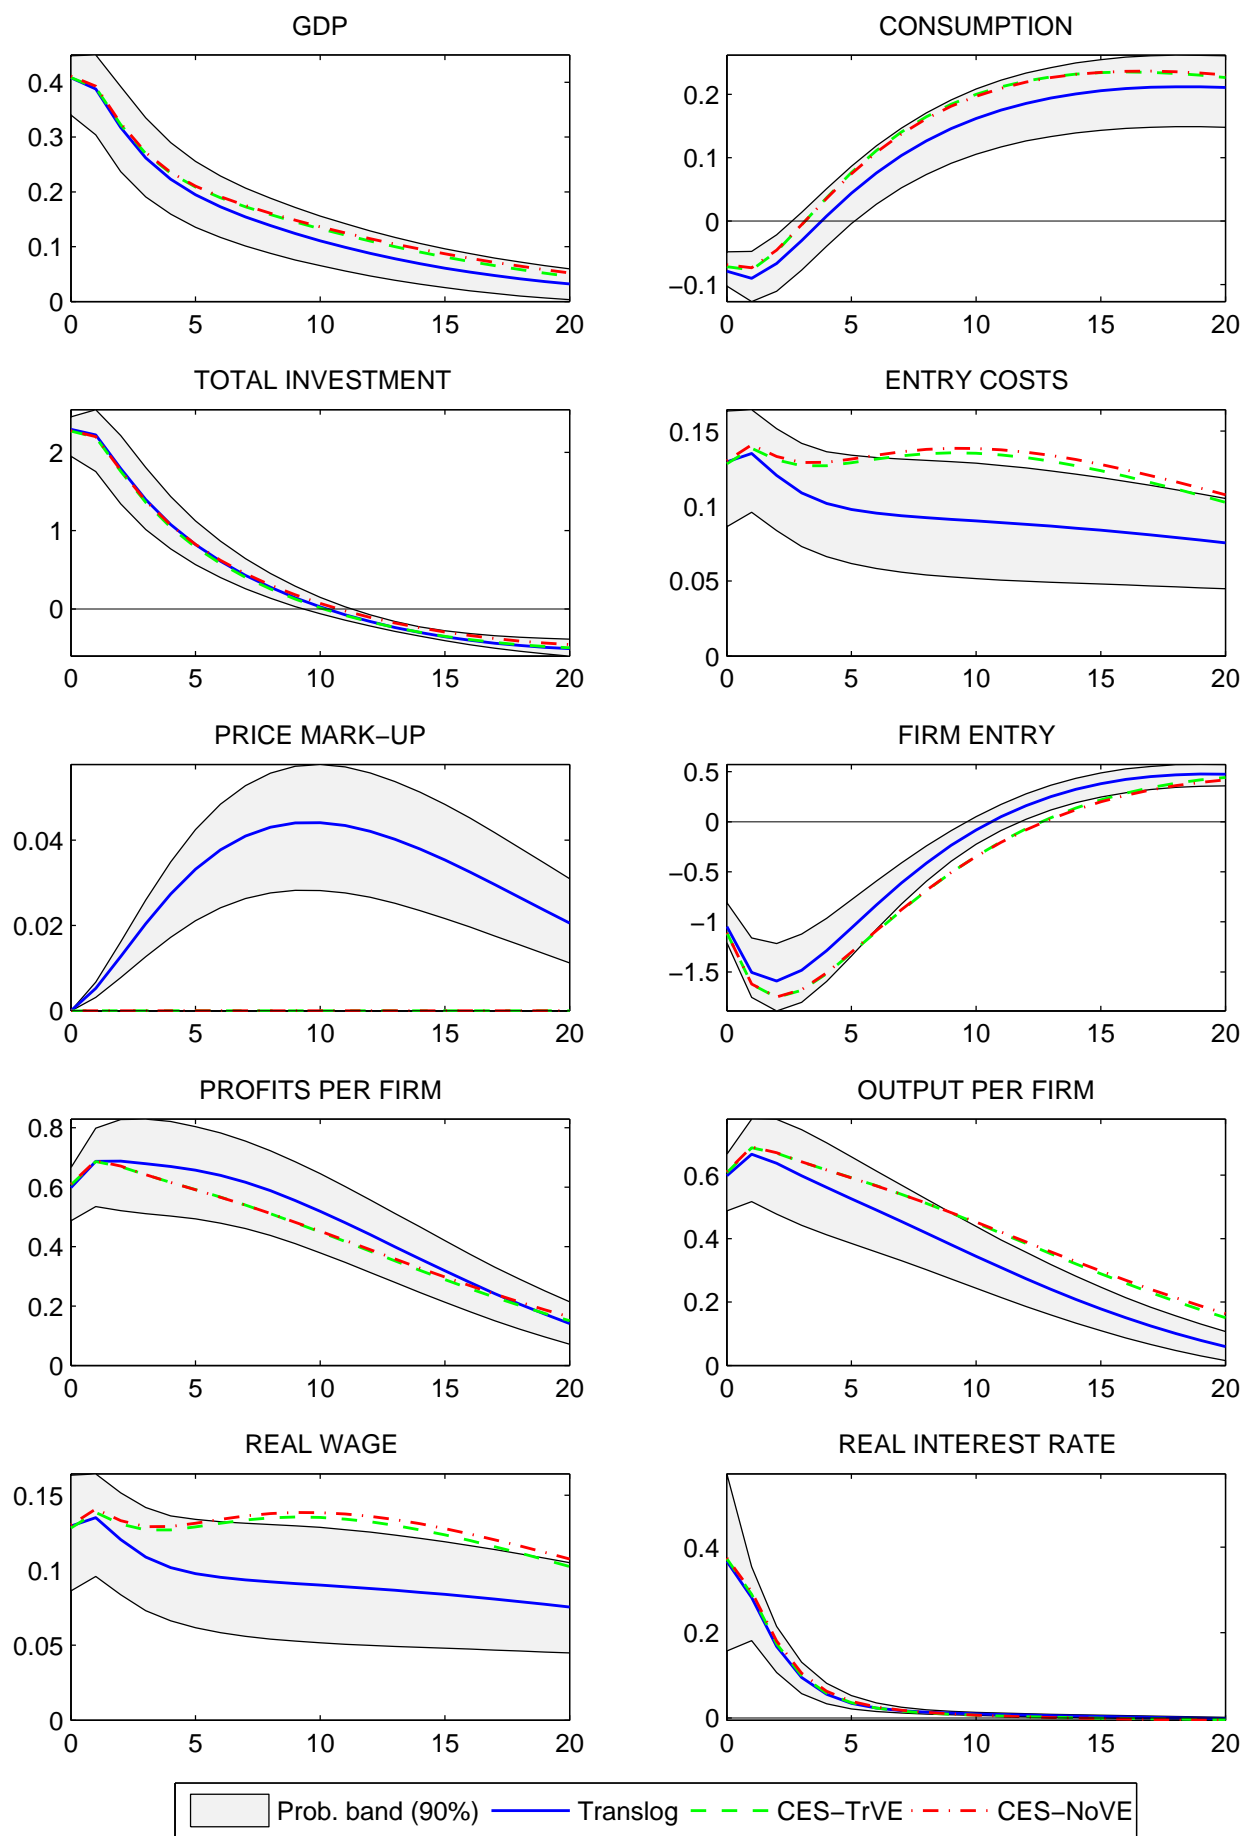 GDP
CONSUMPTION
0.4
0.3
0.2
0.1
0
0 5 10 15 20
0.2
0.1
0
−0.1
0 5 10 15 20
TOTAL INVESTMENT
ENTRY COSTS
2
1
0
0 5 10 15 20
0.15
0.1
0.05
0
0 5 10 15 20
PRICE MARK−UP
FIRM ENTRY
0.04
0.02
0
0 5 10 15 20
0.5
0
−0.5
−1
−1.5
0 5 10 15 20
PROFITS PER FIRM
OUTPUT PER FIRM
0.8
0.6
0.4
0.2
0
0 5 10 15 20
0.6
0.4
0.2
0
0 5 10 15 20
REAL WAGE
REAL INTEREST RATE
0.15
0.1
0.05
0
0 5 10 15 20
0.4
0.2
0
0 5 10 15 20
Prob. band (90%) Translog CES−TrVE CES−NoVE